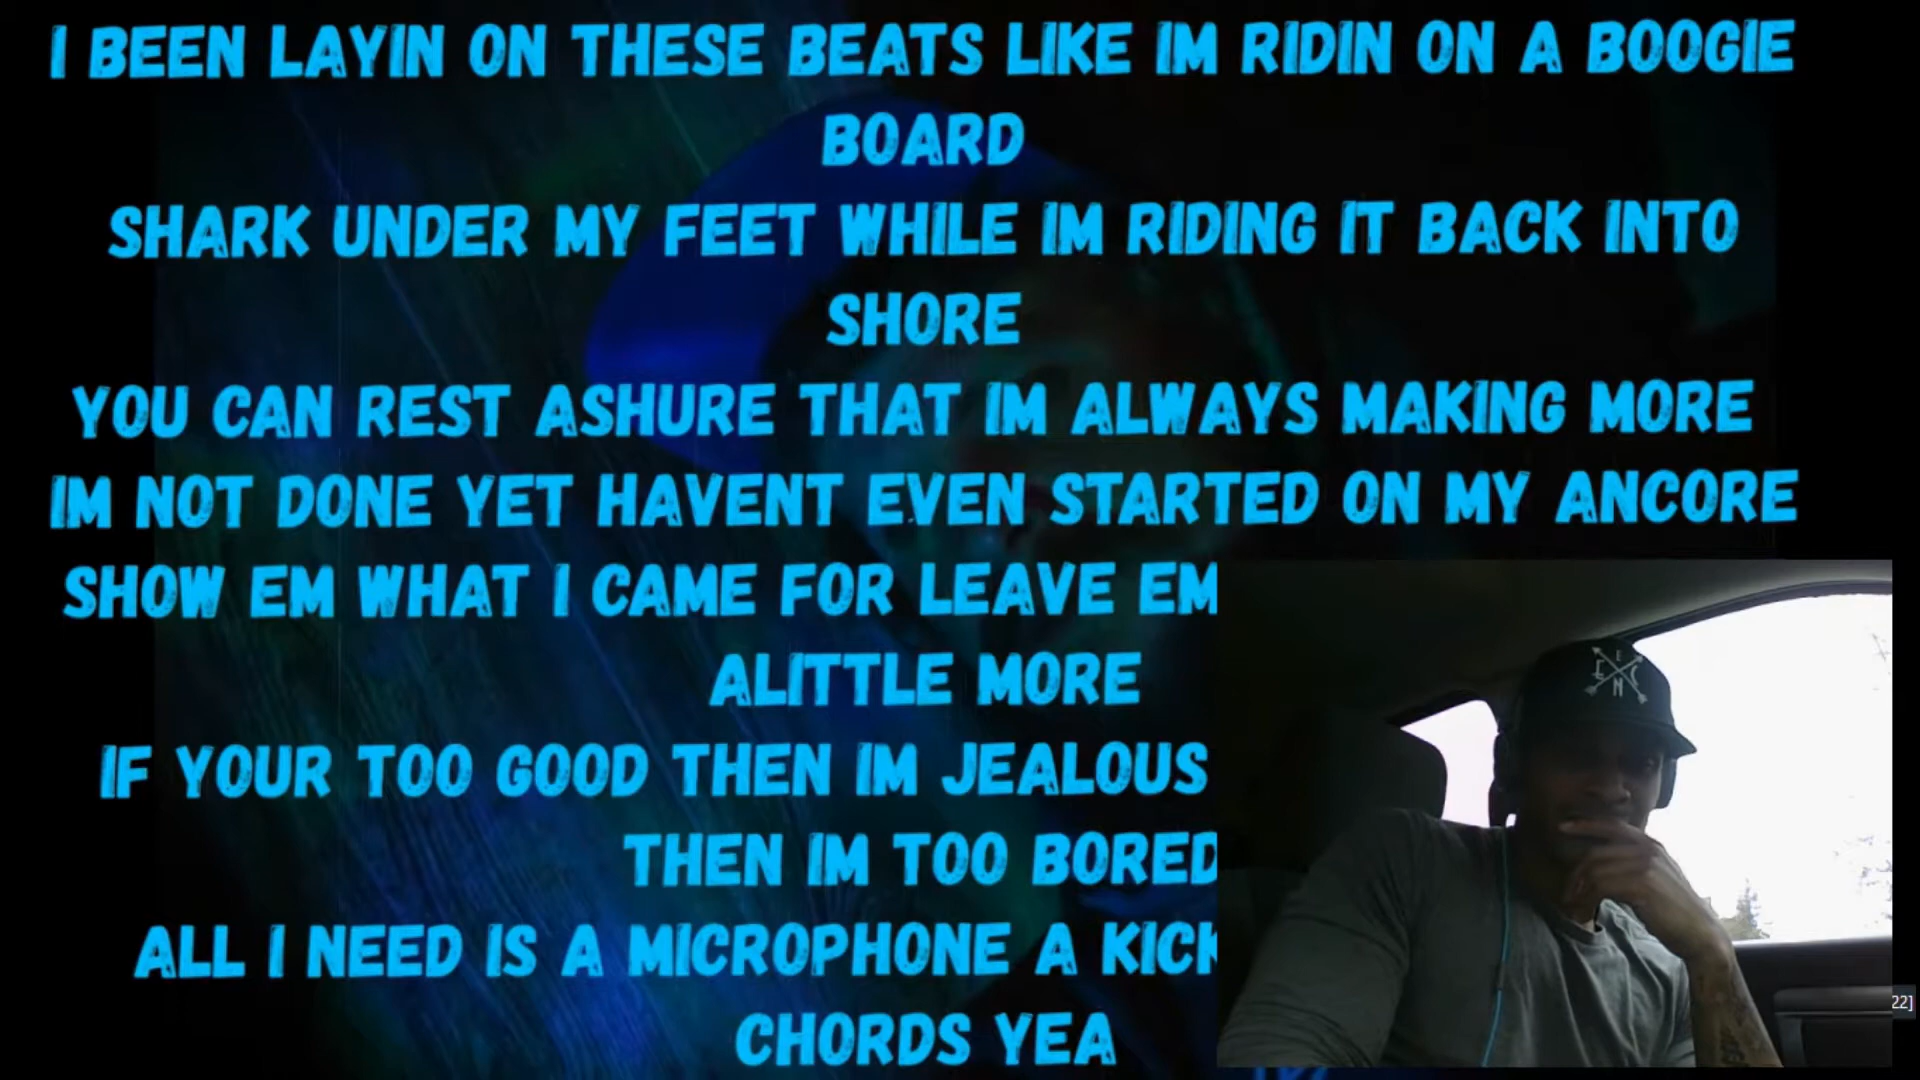 I BEEN LAYIN ON THESE BEATS LIKE IM RIDIN ON A BOOGIE
BOARD
SHARK UNDER MY FEET WHILE IM RIDING IT BACK INTO
SHORE
YOU CAN REST ASHURE THAT IM ALWAYS MAKING MORE
IM NOT DONE YET HAVENT EVEN STARTED ON MY ANCORE
SHOW EM WHAT I CAME FOR LEAVE EM
ALITTLE MORE
IF YOUR TOO GOOD THEN IM JEALOUS
THEN IM TOO BORED
ALL I NEED IS A MICROPHONE A KICK
CHORDS YEA
E
E C
N
22]